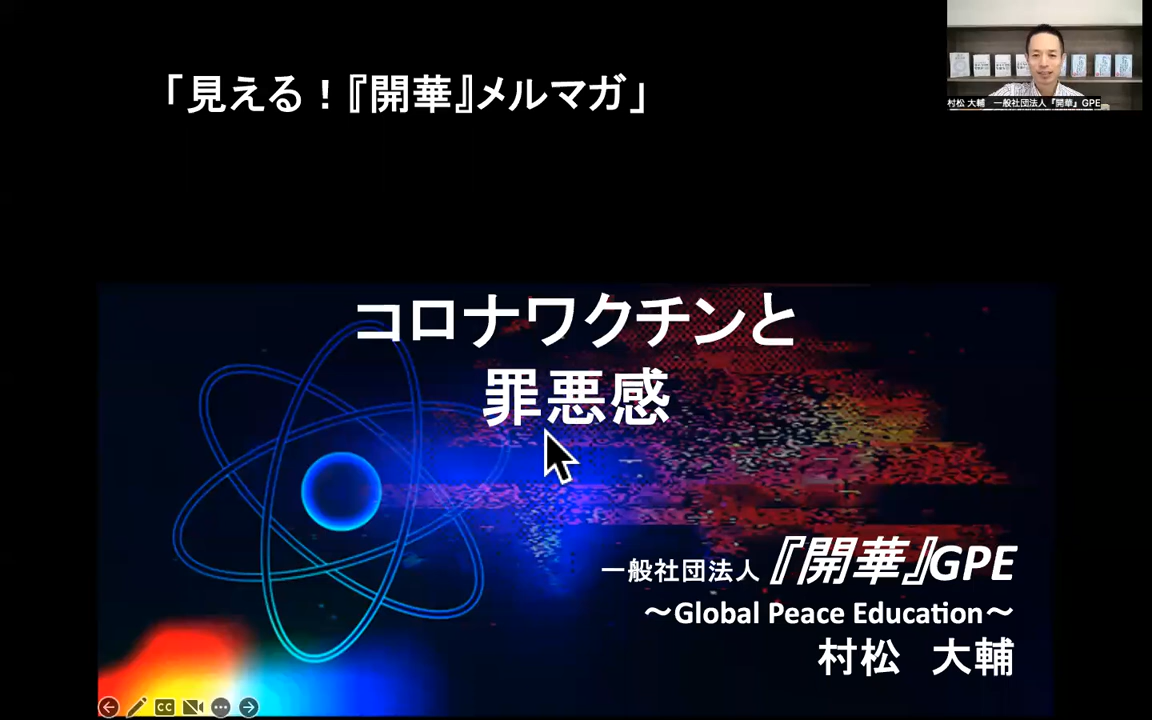 「見える！『開華』メルマガ」
村松 大輔　一般社団法人『開華』GPE
コロナワクチンと
罪悪感
一般社団法人『開華』GPE
～Global Peace Education～
村松　大輔
CC